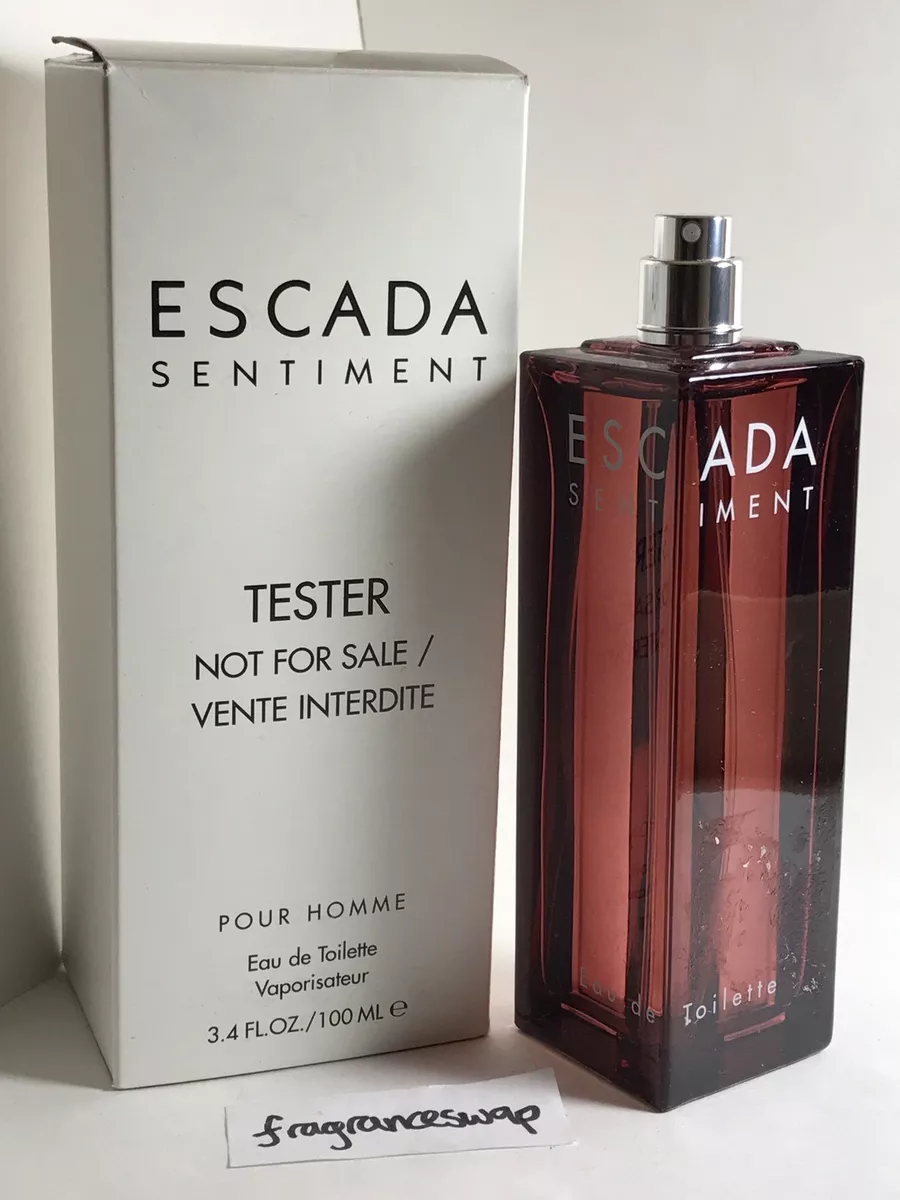 ESCADA
SENTIMENT
TESTER
NOT FOR SALE /
VENTE INTERDITE
POUR HOMME
Eau de Toilette
Vaporisateur
3.4 FL.OZ./100 ML ℮
ESCADA
SENTIMENT
Eau de Toilette
fragranceswap